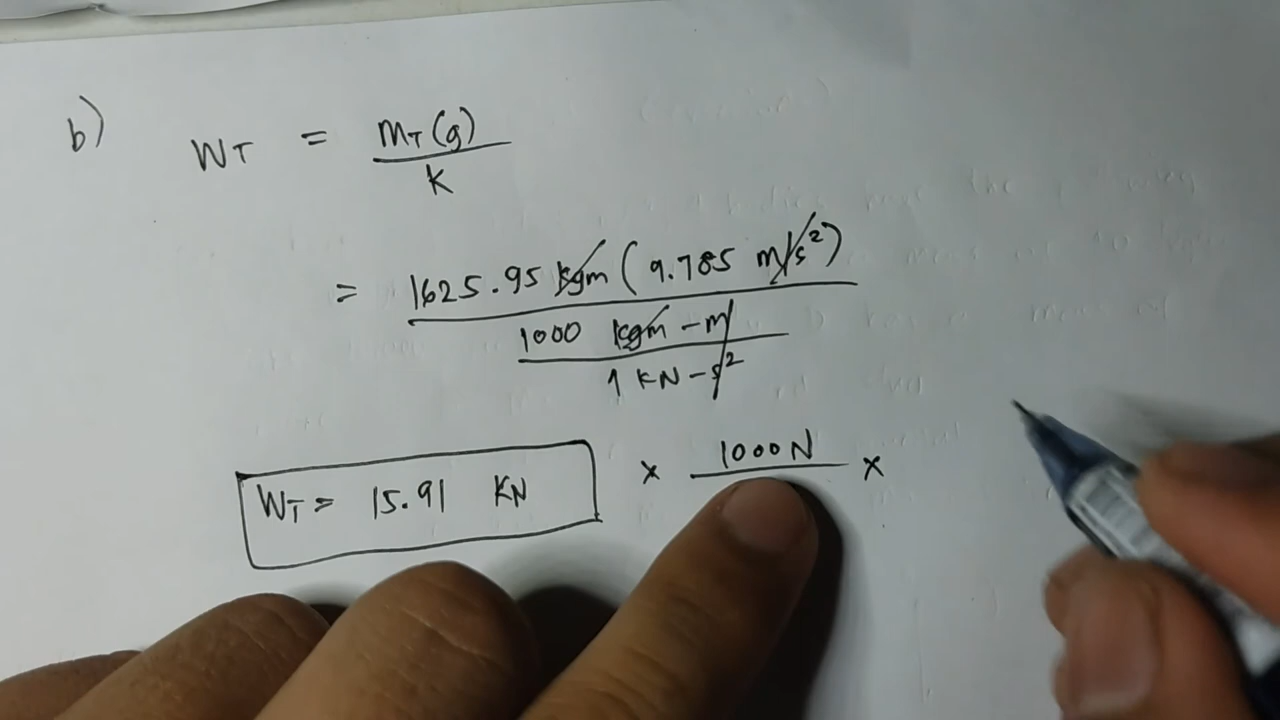 b) WT = mT(g) / K
= 1625.95 kgm (9.785 m/s²) / 1000 kgm-m / 1 KN-s²
WT = 15.91 KN × 1000N ×